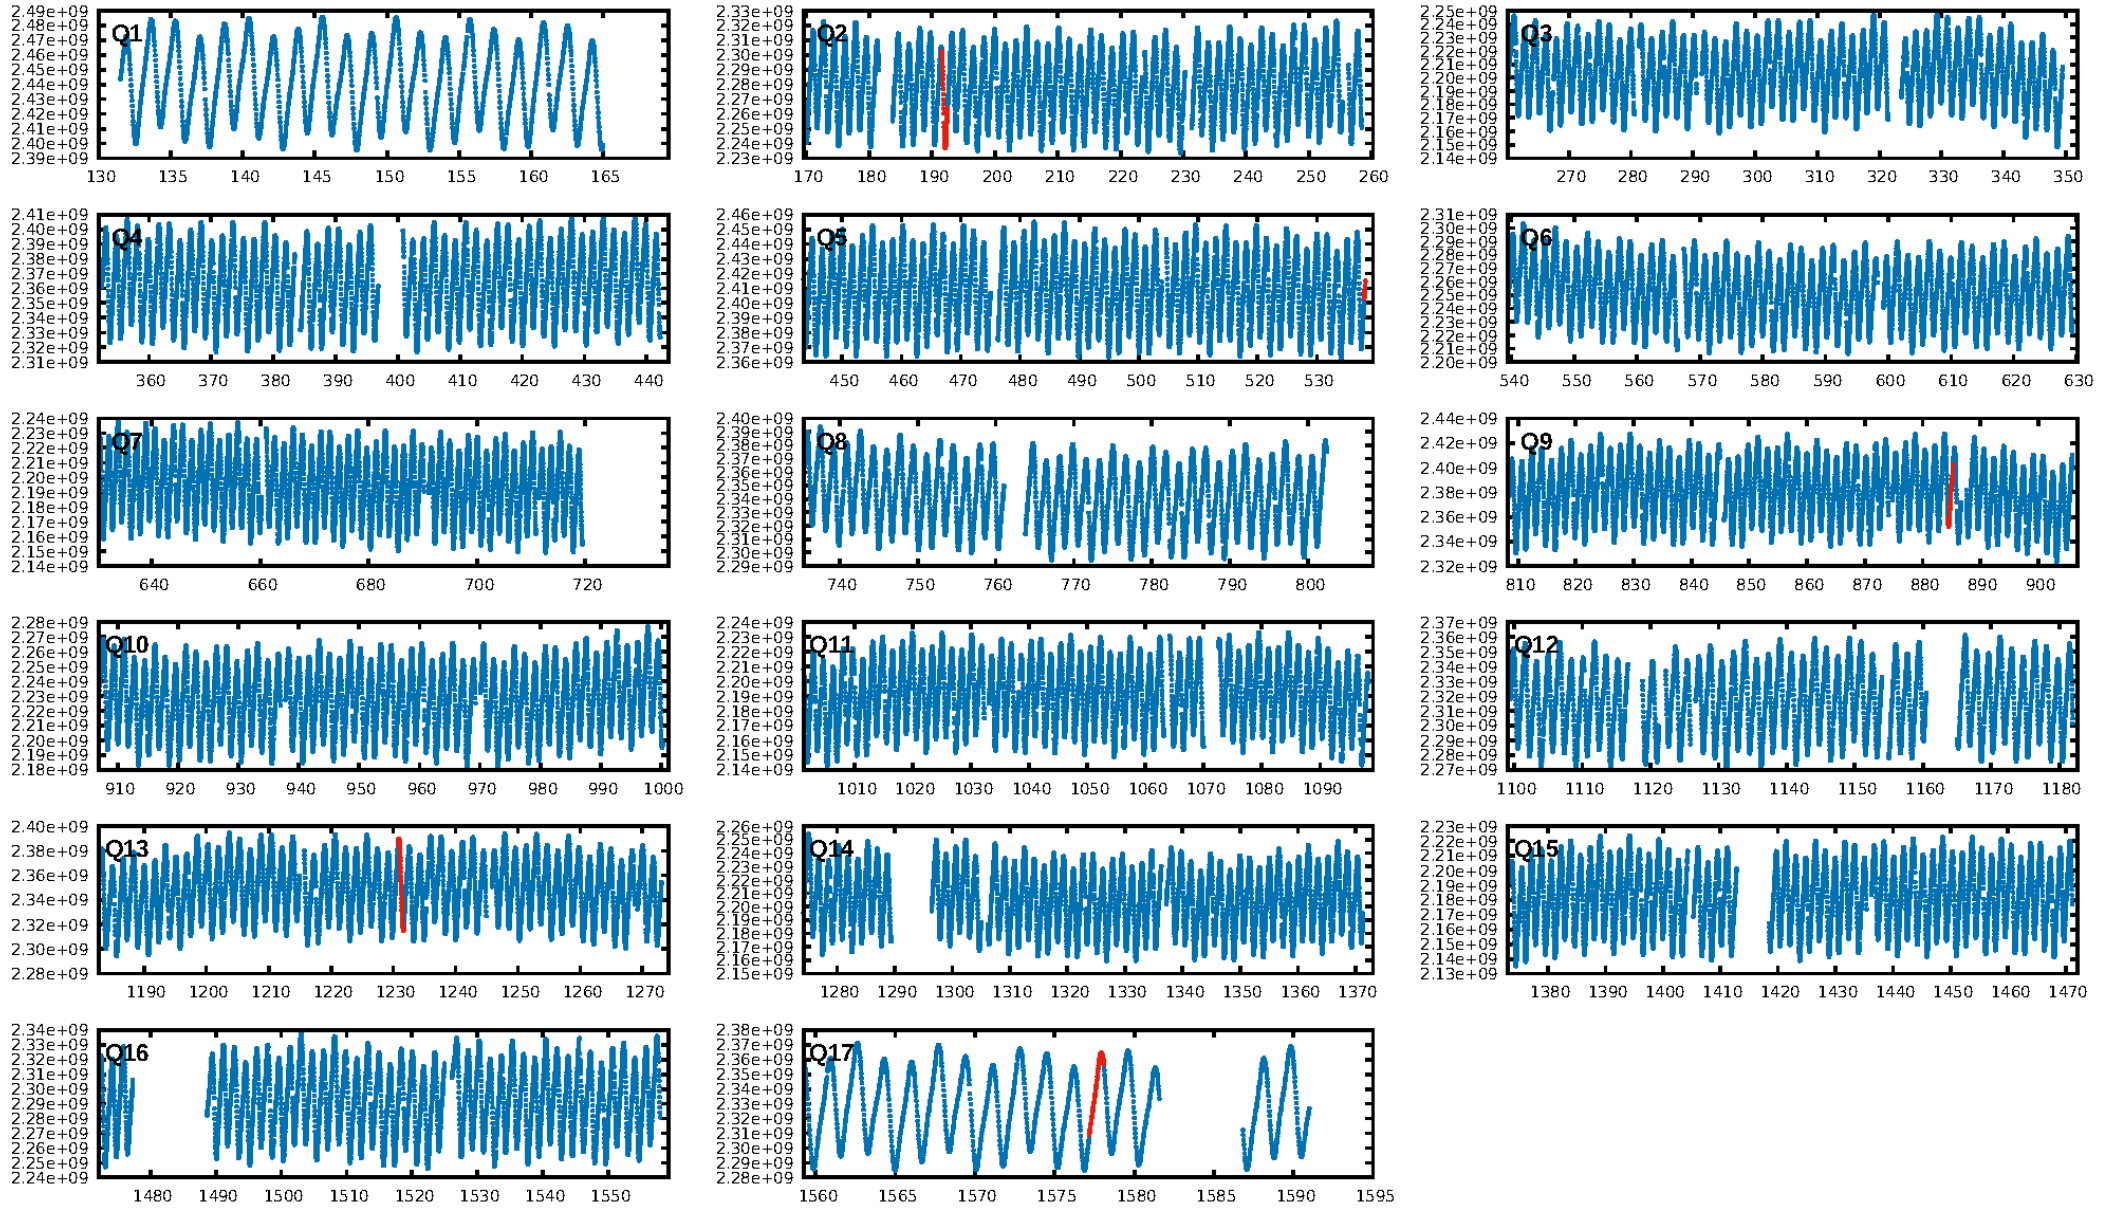 2.49e+09 2.48e+09 2.47e+09 2.46e+09 2.45e+09 2.44e+09 2.43e+09 2.42e+09 2.41e+09 2.40e+09 2.39e+09
Q1
130 135 140 145 150 155 160 165
2.33e+09 2.32e+09 2.31e+09 2.30e+09 2.29e+09 2.28e+09 2.27e+09 2.26e+09 2.25e+09 2.24e+09 2.23e+09
Q2
170 180 190 200 210 220 230 240 250 260
2.25e+09 2.24e+09 2.23e+09 2.22e+09 2.21e+09 2.20e+09 2.19e+09 2.18e+09 2.17e+09 2.16e+09 2.15e+09 2.14e+09
Q3
270 280 290 300 310 320 330 340 350
2.41e+09 2.40e+09 2.39e+09 2.38e+09 2.37e+09 2.36e+09 2.35e+09 2.34e+09 2.33e+09 2.32e+09 2.31e+09
Q4
360 370 380 390 400 410 420 430 440
2.46e+09 2.45e+09 2.44e+09 2.43e+09 2.42e+09 2.41e+09 2.40e+09 2.39e+09 2.38e+09 2.37e+09 2.36e+09
Q5
450 460 470 480 490 500 510 520 530
2.31e+09 2.30e+09 2.29e+09 2.28e+09 2.27e+09 2.26e+09 2.25e+09 2.24e+09 2.23e+09 2.22e+09 2.21e+09 2.20e+09
Q6
540 550 560 570 580 590 600 610 620 630
2.24e+09 2.23e+09 2.22e+09 2.21e+09 2.20e+09 2.19e+09 2.18e+09 2.17e+09 2.16e+09 2.15e+09 2.14e+09
Q7
640 660 680 700 720
2.40e+09 2.39e+09 2.38e+09 2.37e+09 2.36e+09 2.35e+09 2.34e+09 2.33e+09 2.32e+09 2.31e+09 2.30e+09 2.29e+09
Q8
740 750 760 770 780 790 800
2.44e+09 2.42e+09 2.40e+09 2.38e+09 2.36e+09 2.34e+09 2.32e+09
Q9
810 820 830 840 850 860 870 880 890 900
2.28e+09 2.27e+09 2.26e+09 2.25e+09 2.24e+09 2.23e+09 2.22e+09 2.21e+09 2.20e+09 2.19e+09 2.18e+09
Q10
910 920 930 940 950 960 970 980 990 1000
2.24e+09 2.23e+09 2.22e+09 2.21e+09 2.20e+09 2.19e+09 2.18e+09 2.17e+09 2.16e+09 2.15e+09 2.14e+09
Q11
1010 1020 1030 1040 1050 1060 1070 1080 1090
2.37e+09 2.36e+09 2.35e+09 2.34e+09 2.33e+09 2.32e+09 2.31e+09 2.30e+09 2.29e+09 2.28e+09 2.27e+09
Q12
1100 1110 1120 1130 1140 1150 1160 1170 1180
2.40e+09 2.38e+09 2.36e+09 2.34e+09 2.32e+09 2.30e+09 2.28e+09
Q13
1190 1200 1210 1220 1230 1240 1250 1260 1270
2.26e+09 2.25e+09 2.24e+09 2.23e+09 2.22e+09 2.21e+09 2.20e+09 2.19e+09 2.18e+09 2.17e+09 2.16e+09 2.15e+09
Q14
1280 1290 1300 1310 1320 1330 1340 1350 1360 1370
2.23e+09 2.22e+09 2.21e+09 2.20e+09 2.19e+09 2.18e+09 2.17e+09 2.16e+09 2.15e+09 2.14e+09 2.13e+09
Q15
1380 1390 1400 1410 1420 1430 1440 1450 1460 1470
2.34e+09 2.33e+09 2.32e+09 2.31e+09 2.30e+09 2.29e+09 2.28e+09 2.27e+09 2.26e+09 2.25e+09 2.24e+09
Q16
1480 1490 1500 1510 1520 1530 1540 1550
2.38e+09 2.37e+09 2.36e+09 2.35e+09 2.34e+09 2.33e+09 2.32e+09 2.31e+09 2.30e+09 2.29e+09 2.28e+09
Q17
1560 1565 1570 1575 1580 1585 1590 1595